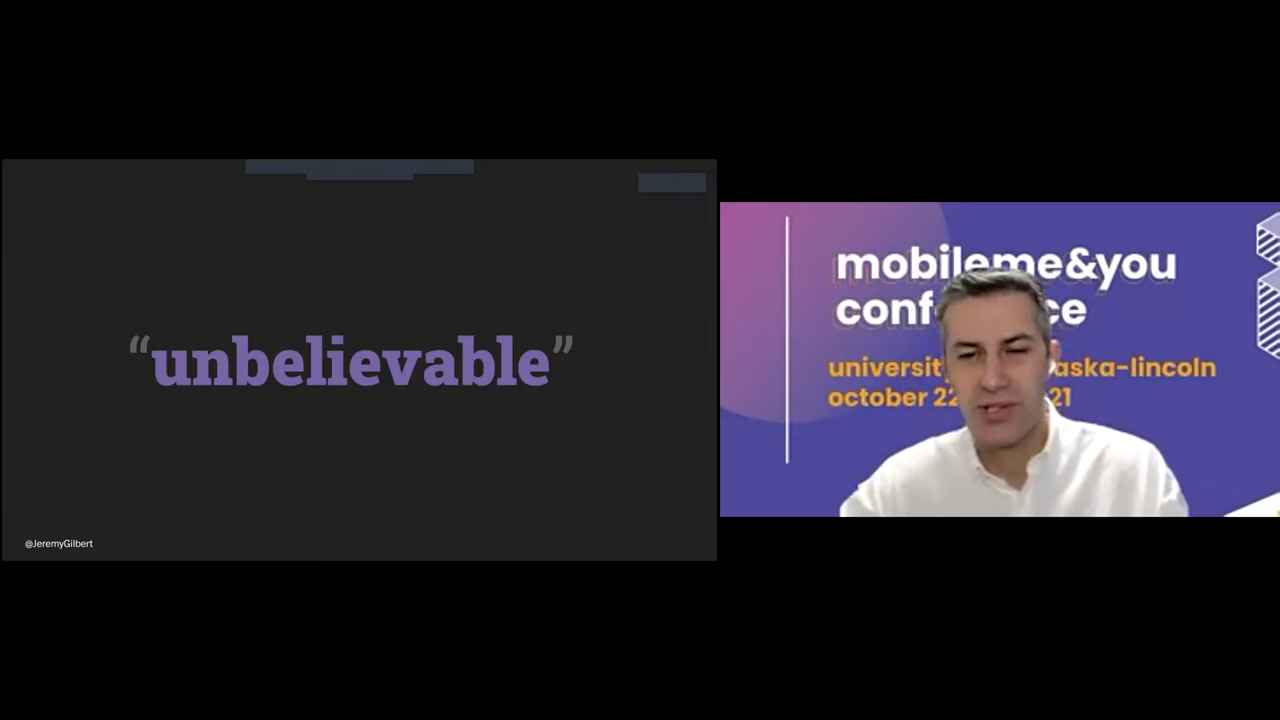 “unbelievable”
@JeremyGilbert
mobileme&you
conf ce
university aska-lincoln
october 22 21